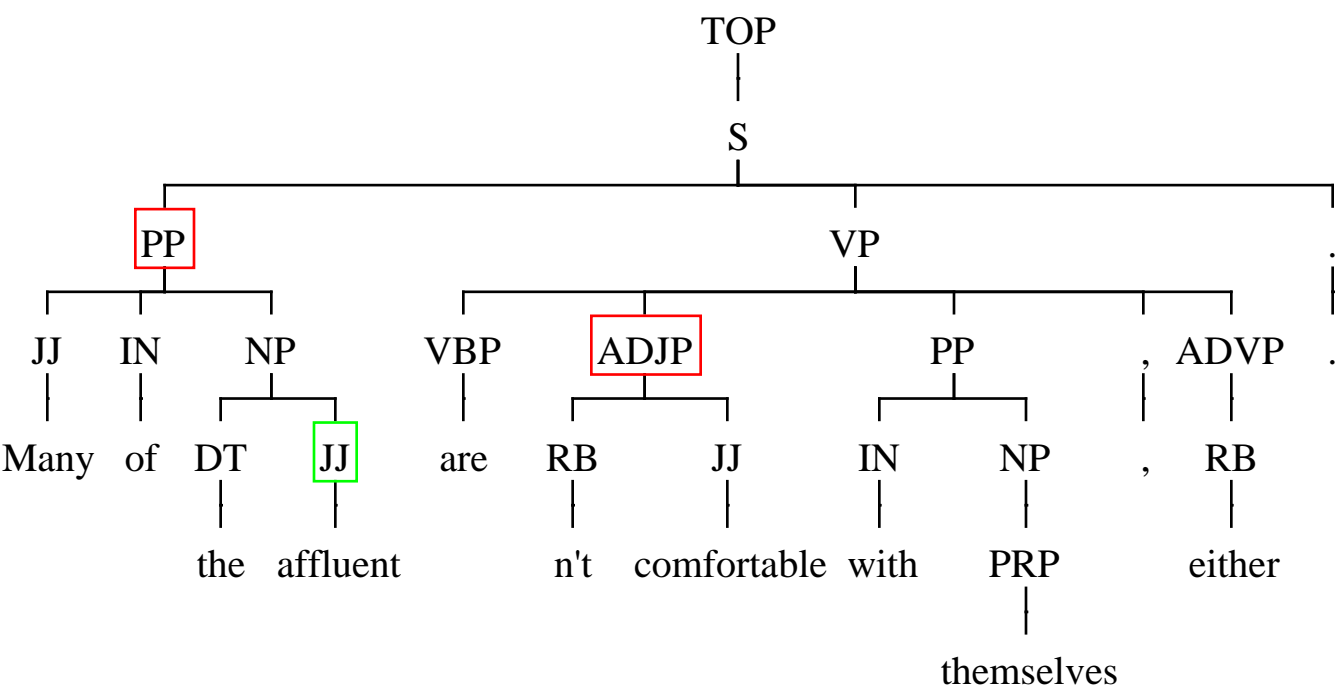 TOP
S
PP VP .
JJ IN NP VBP ADJP PP , ADVP .
Many of DT JJ are RB JJ IN NP , RB
the affluent n't comfortable with PRP either
themselves